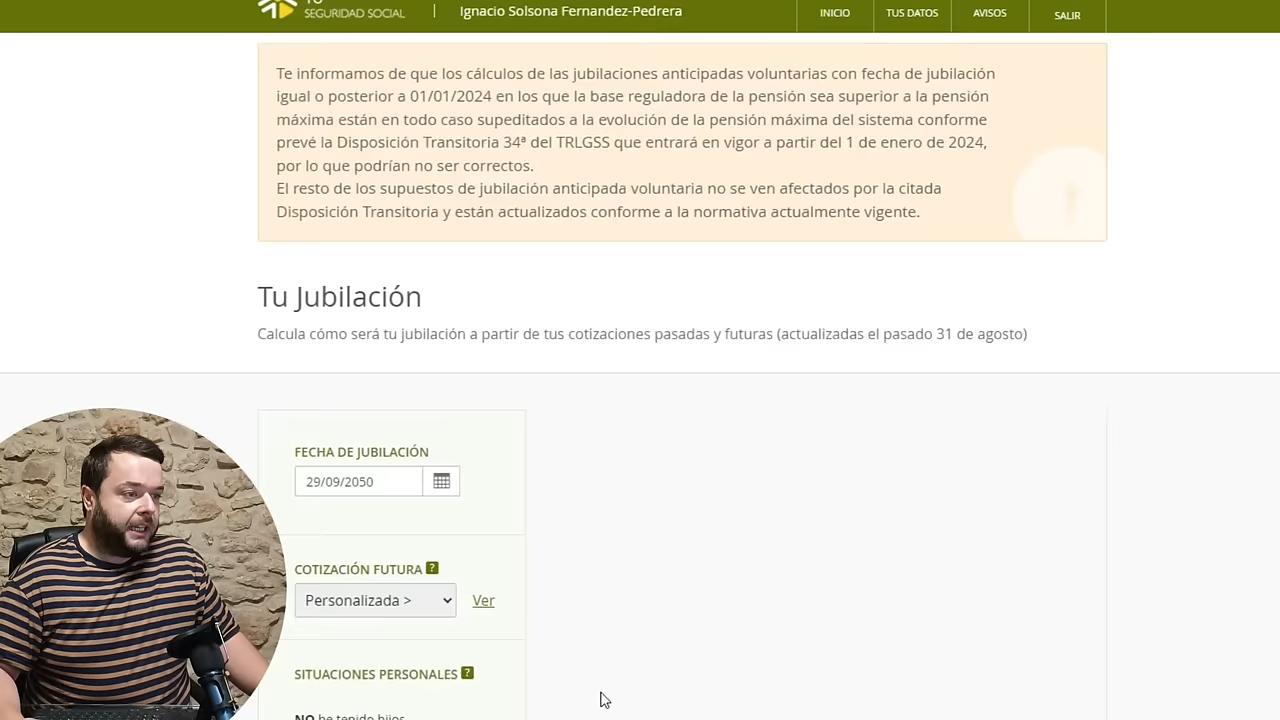 SEGURIDAD SOCIAL
Ignacio Solsona Fernandez-Pedrera
INICIO
TUS DATOS
AVISOS
SALIR
Te informamos de que los cálculos de las jubilaciones anticipadas voluntarias con fecha de jubilación
igual o posterior a 01/01/2024 en los que la base reguladora de la pensión sea superior a la pensión
máxima están en todo caso supeditados a la evolución de la pensión máxima del sistema conforme
prevé la Disposición Transitoria 34ª del TRLGSS que entrará en vigor a partir del 1 de enero de 2024,
por lo que podrían no ser correctos.
El resto de los supuestos de jubilación anticipada voluntaria no se ven afectados por la citada
Disposición Transitoria y están actualizados conforme a la normativa actualmente vigente.
Tu Jubilación
Calcula cómo será tu jubilación a partir de tus cotizaciones pasadas y futuras (actualizadas el pasado 31 de agosto)
FECHA DE JUBILACIÓN
29/09/2050
COTIZACIÓN FUTURA ?
Personalizada > Ver
SITUACIONES PERSONALES ?
NO he tenido hijos